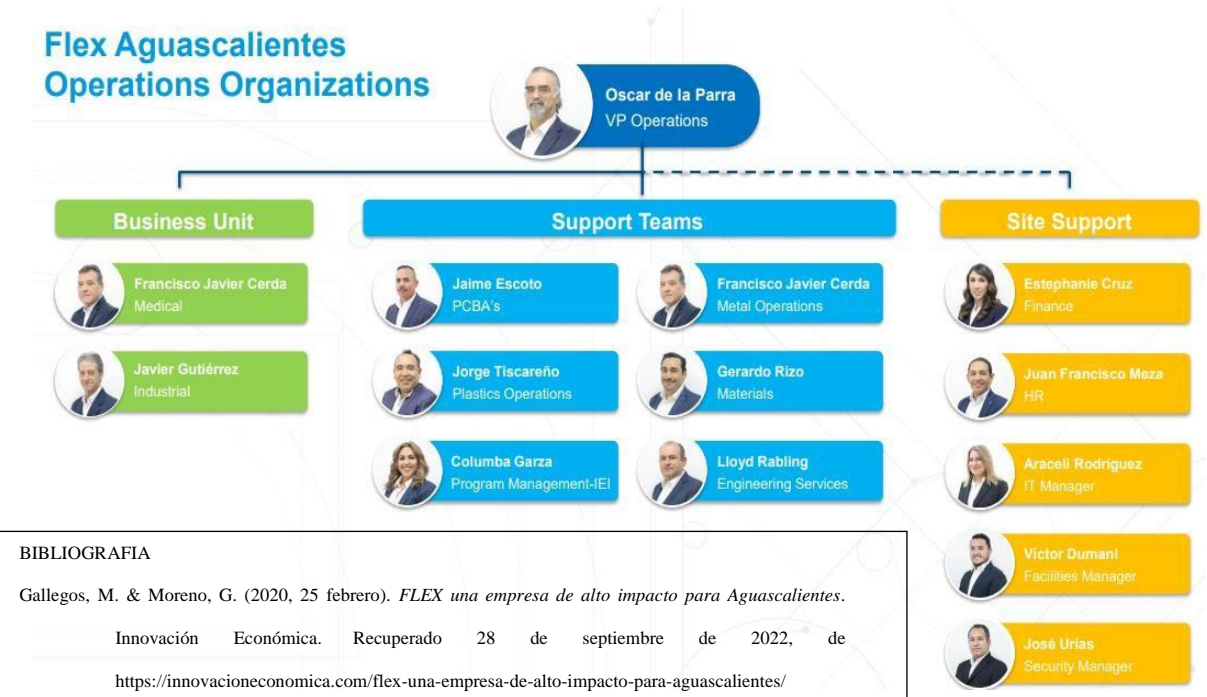 Flex Aguascalientes
Operations Organizations
Oscar de la Parra
VP Operations
Business Unit
Francisco Javier Cerda
Medical
Javier Gutiérrez
Industrial
Support Teams
Jaime Escoto
PCBA's
Francisco Javier Cerda
Metal Operations
Jorge Tiscareño
Plastics Operations
Gerardo Rizo
Materials
Columba Garza
Program Management-IEI
Lloyd Rabling
Engineering Services
Site Support
Estephanie Cruz
Finance
Juan Francisco Meza
HR
Araceli Rodríguez
IT Manager
Víctor Dumani
Facilities Manager
José Urias
Security Manager
BIBLIOGRAFIA
Gallegos, M. & Moreno, G. (2020, 25 febrero). FLEX una empresa de alto impacto para Aguascalientes.
Innovación Económica. Recuperado 28 de septiembre de 2022, de
https://innovacioneconomica.com/flex-una-empresa-de-alto-impacto-para-aguascalientes/